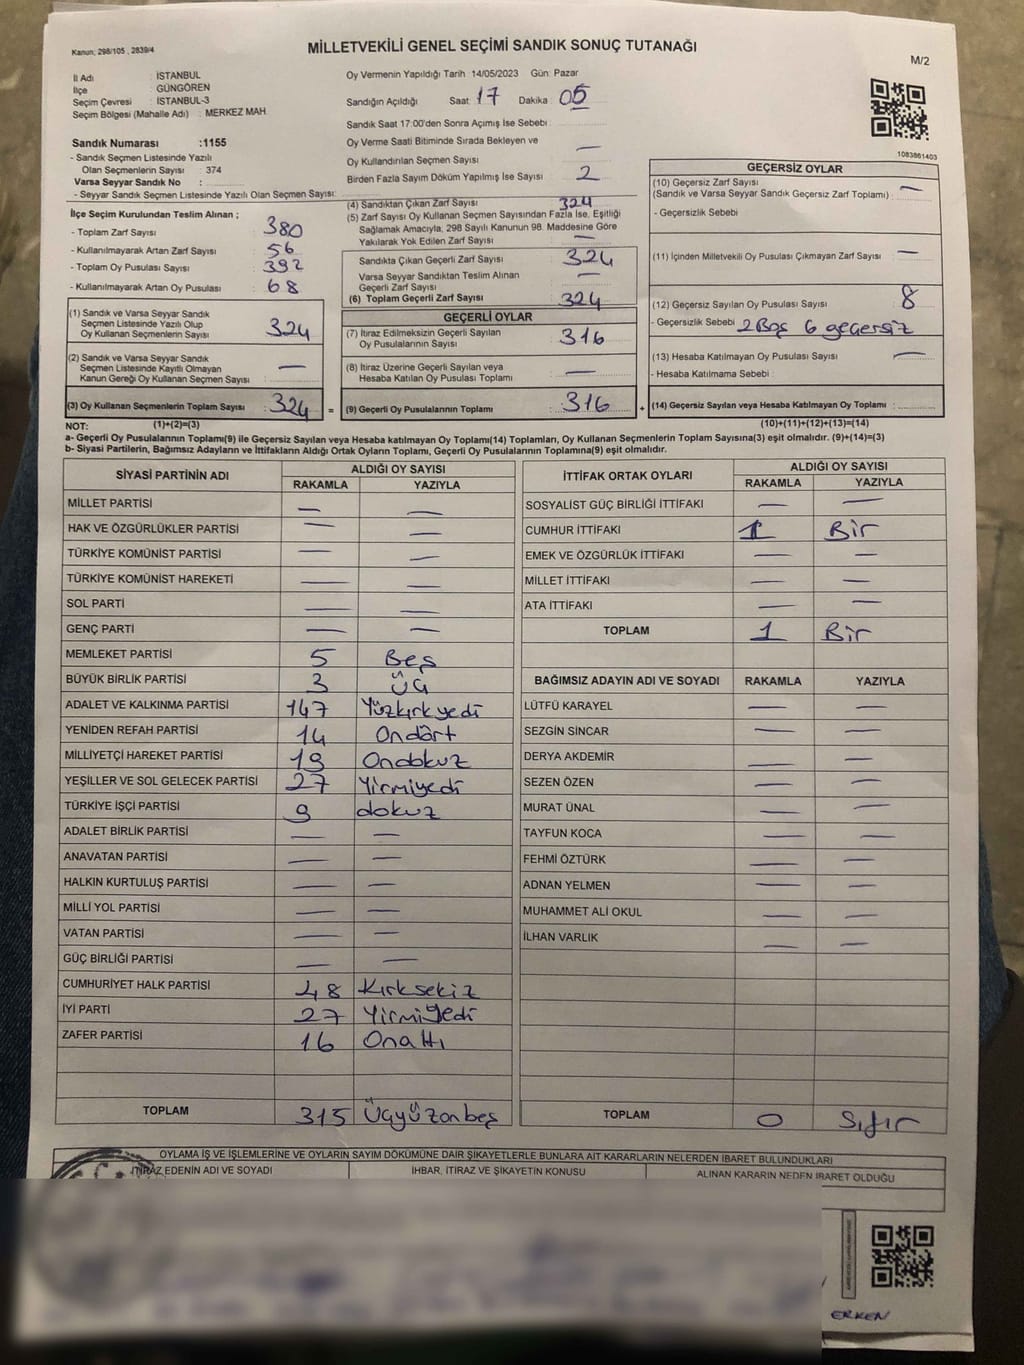 Kanun; 298/105 , 2839/4
MİLLETVEKİLİ GENEL SEÇİMİ SANDIK SONUÇ TUTANAĞI
M/2
İl Adı : İSTANBUL
İlçe : GÜNGÖREN
Seçim Çevresi : İSTANBUL-3
Seçim Bölgesi (Mahalle Adı) : MERKEZ MAH
Sandık Numarası :1155
- Sandık Seçmen Listesinde Yazılı
Olan Seçmenlerin Sayısı : 374
Varsa Seyyar Sandık No :
- Seyyar Sandık Seçmen Listesinde Yazılı Olan Seçmen Sayısı:
Oy Vermenin Yapıldığı Tarih 14/05/2023 Gün: Pazar
Sandığın Açıldığı Saat: 17 Dakika : 05
Sandık Saat 17:00'den Sonra Açımış İse Sebebi :
Oy Verme Saati Bitiminde Sırada Bekleyen ve
Oy Kullandırılan Seçmen Sayısı : —
Birden Fazla Sayım Döküm Yapılmış İse Sayısı : 2
1083861403
İlçe Seçim Kurulundan Teslim Alınan ;
- Toplam Zarf Sayısı : 380
- Kullanılmayarak Artan Zarf Sayısı : 56
- Toplam Oy Pusulası Sayısı : 392
- Kullanılmayarak Artan Oy Pusulası : 68
(1) Sandık ve Varsa Seyyar Sandık
Seçmen Listesinde Yazılı Olup
Oy Kullanan Seçmenlerin Sayısı : 324
(2) Sandık ve Varsa Seyyar Sandık
Seçmen Listesinde Kayıtlı Olmayan
Kanun Gereği Oy Kullanan Seçmen Sayısı : —
(3) Oy Kullanan Seçmenlerin Toplam Sayısı : 324 =
(4) Sandıktan Çıkan Zarf Sayısı : 324
(5) Zarf Sayısı Oy Kullanan Seçmen Sayısından Fazla İse, Eşitliği
Sağlamak Amacıyla, 298 Sayılı Kanunun 98. Maddesine Göre
Yakılarak Yok Edilen Zarf Sayısı : —
Sandıkta Çıkan Geçerli Zarf Sayısı : 324
Varsa Seyyar Sandıktan Teslim Alınan
Geçerli Zarf Sayısı : —
(6) Toplam Geçerli Zarf Sayısı : 324
GEÇERLİ OYLAR
(7) İtiraz Edilmeksizin Geçerli Sayılan
Oy Pusulalarının Sayısı : 316
(8) İtiraz Üzerine Geçerli Sayılan veya
Hesaba Katılan Oy Pusulası Toplamı : —
(9) Geçerli Oy Pusulalarının Toplamı : 316 +
GEÇERSİZ OYLAR
(10) Geçersiz Zarf Sayısı
(Sandık ve Varsa Seyyar Sandık Geçersiz Zarf Toplamı) : —
- Geçersizlik Sebebi
(11) İçinden Milletvekili Oy Pusulası Çıkmayan Zarf Sayısı : —
(12) Geçersiz Sayılan Oy Pusulası Sayısı : 8
- Geçersizlik Sebebi : 2 Boş 6 geçersiz
(13) Hesaba Katılmayan Oy Pusulası Sayısı : —
- Hesaba Katılmama Sebebi :
(14) Geçersiz Sayılan veya Hesaba Katılmayan Oy Toplamı :
NOT: (1)+(2)=(3) (10)+(11)+(12)+(13)=(14)
a- Geçerli Oy Pusulasının Toplamı(9) ile Geçersiz Sayılan veya Hesaba katılmayan Oy Toplamı(14) Toplamları, Oy Kullanan Seçmenlerin Toplam Sayısına(3) eşit olmalıdır. (9)+(14)=(3)
b- Siyasi Partilerin, Bağımsız Adayların ve İttifakların Aldığı Ortak Oyların Toplamı, Geçerli Oy Pusulalarının Toplamına(9) eşit olmalıdır.
SİYASİ PARTİNİN ADI ALDIĞI OY SAYISI
RAKAMLA YAZIYLA
MİLLET PARTİSİ — —
HAK VE ÖZGÜRLÜKLER PARTİSİ — —
TÜRKİYE KOMÜNİST PARTİSİ — —
TÜRKİYE KOMÜNİST HAREKETİ — —
SOL PARTİ — —
GENÇ PARTİ — —
MEMLEKET PARTİSİ 5 Beş
BÜYÜK BİRLİK PARTİSİ 3 Üç
ADALET VE KALKINMA PARTİSİ 147 Yüzkırkyedi
YENİDEN REFAH PARTİSİ 14 Ondört
MİLLİYETÇİ HAREKET PARTİSİ 19 Ondokuz
YEŞİLLER VE SOL GELECEK PARTİSİ 27 Yirmiyedi
TÜRKİYE İŞÇİ PARTİSİ 9 dokuz
ADALET BİRLİK PARTİSİ — —
ANAVATAN PARTİSİ — —
HALKIN KURTULUŞ PARTİSİ — —
MİLLİ YOL PARTİSİ — —
VATAN PARTİSİ — —
GÜÇ BİRLİĞİ PARTİSİ — —
CUMHURİYET HALK PARTİSİ 48 Kırksekiz
İYİ PARTİ 27 Yirmiyedi
ZAFER PARTİSİ 16 Onaltı
TOPLAM 315 Üçyüzonbeş
İTTİFAK ORTAK OYLARI ALDIĞI OY SAYISI
RAKAMLA YAZIYLA
SOSYALİST GÜÇ BİRLİĞİ İTTİFAKI — —
CUMHUR İTTİFAKI 1 Bir
EMEK VE ÖZGÜRLÜK İTTİFAKI — —
MİLLET İTTİFAKI — —
ATA İTTİFAKI — —
TOPLAM 1 Bir
BAĞIMSIZ ADAYIN ADI VE SOYADI RAKAMLA YAZIYLA
LÜTFÜ KARAYEL — —
SEZGİN SİNCAR — —
DERYA AKDEMİR — —
SEZEN ÖZEN — —
MURAT ÜNAL — —
TAYFUN KOCA — —
FEHMİ ÖZTÜRK — —
ADNAN YELMEN — —
MUHAMMET ALİ OKUL — —
İLHAN VARLIK — —
TOPLAM 0 Sıfır
OYLAMA İŞ VE İŞLEMLERİNE VE OYLARIN SAYIM DÖKÜMÜNE DAİR ŞİKAYETLERLE BUNLARA AİT KARARLARIN NELERDEN İBARET BULUNDUKLARI
İTİRAZ EDENİN ADI VE SOYADI İHBAR, İTİRAZ VE ŞİKAYETİN KONUSU ALINAN KARARIN NEDEN İBARET OLDUĞU
ERKEN